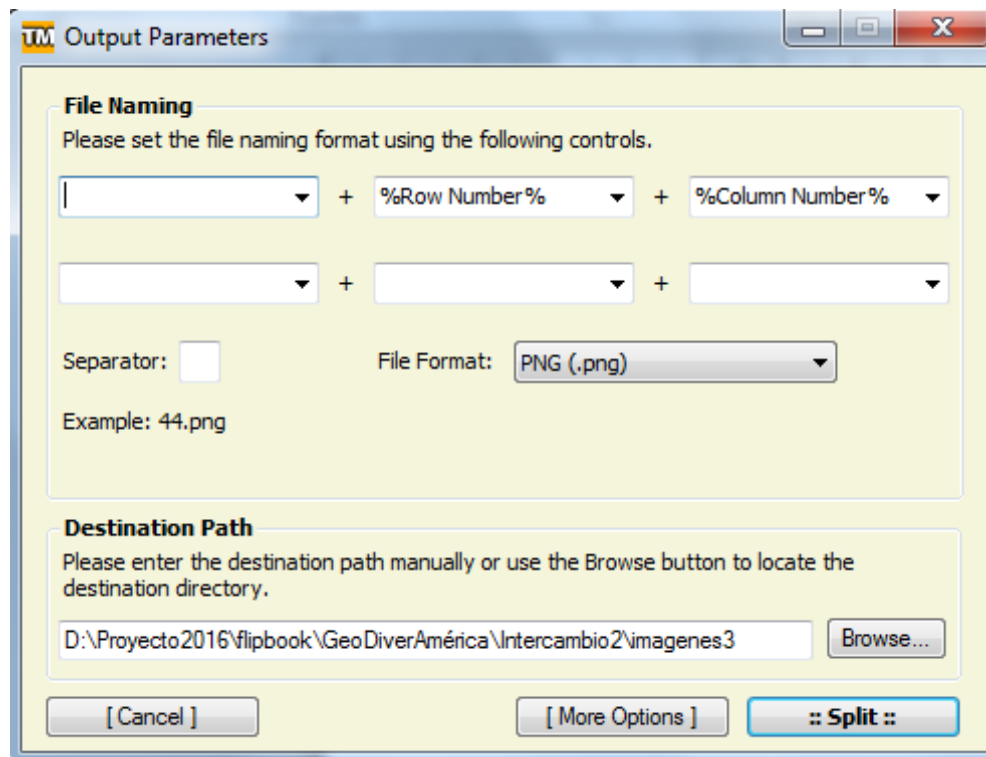 TM Output Parameters
File Naming
Please set the file naming format using the following controls.
+ %Row Number% + %Column Number%
+ +
Separator: File Format: PNG (.png)
Example: 44.png
Destination Path
Please enter the destination path manually or use the Browse button to locate the
destination directory.
D:\Proyecto2016\flipbook\GeoDiverAmérica\Intercambio2\imagenes3 Browse...
[ Cancel ] [ More Options ] :: Split ::